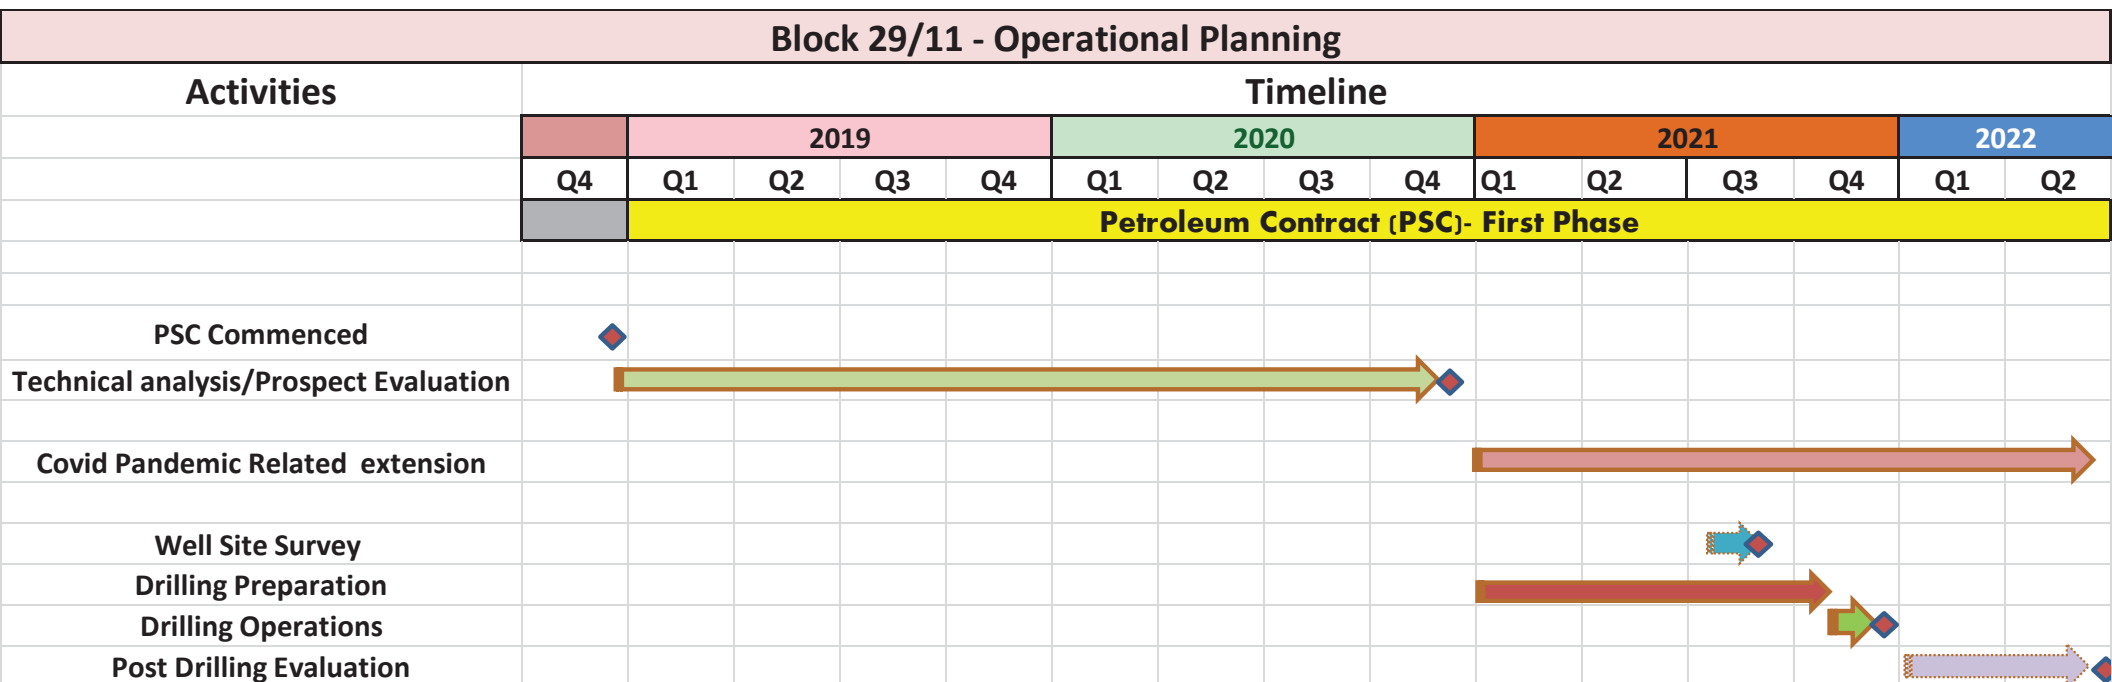 Block 29/11 - Operational Planning
Activities Timeline
2019 2020 2021 2022
Q4 Q1 Q2 Q3 Q4 Q1 Q2 Q3 Q4 Q1 Q2 Q3 Q4 Q1 Q2
Petroleum Contract (PSC)- First Phase
PSC Commenced
Technical analysis/Prospect Evaluation
Covid Pandemic Related extension
Well Site Survey
Drilling Preparation
Drilling Operations
Post Drilling Evaluation